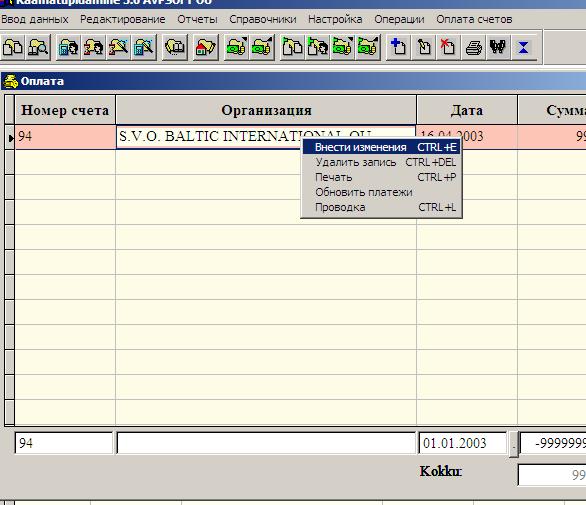 Raamatupidamine 3.0 AVPSOFT OÜ
Ввод данных Редактирование Отчеты Справочники Настройка Операции Оплата счетов
Оплата
Номер счета Организация Дата Сумма
94 S.V.O. BALTIC INTERNATIONAL OU 16.04.2003 99
Внести изменения CTRL+E
Удалить запись CTRL+DEL
Печать CTRL+P
Обновить платежи
Проводка CTRL+L
94 01.01.2003 . -9999999
Kokku: 99